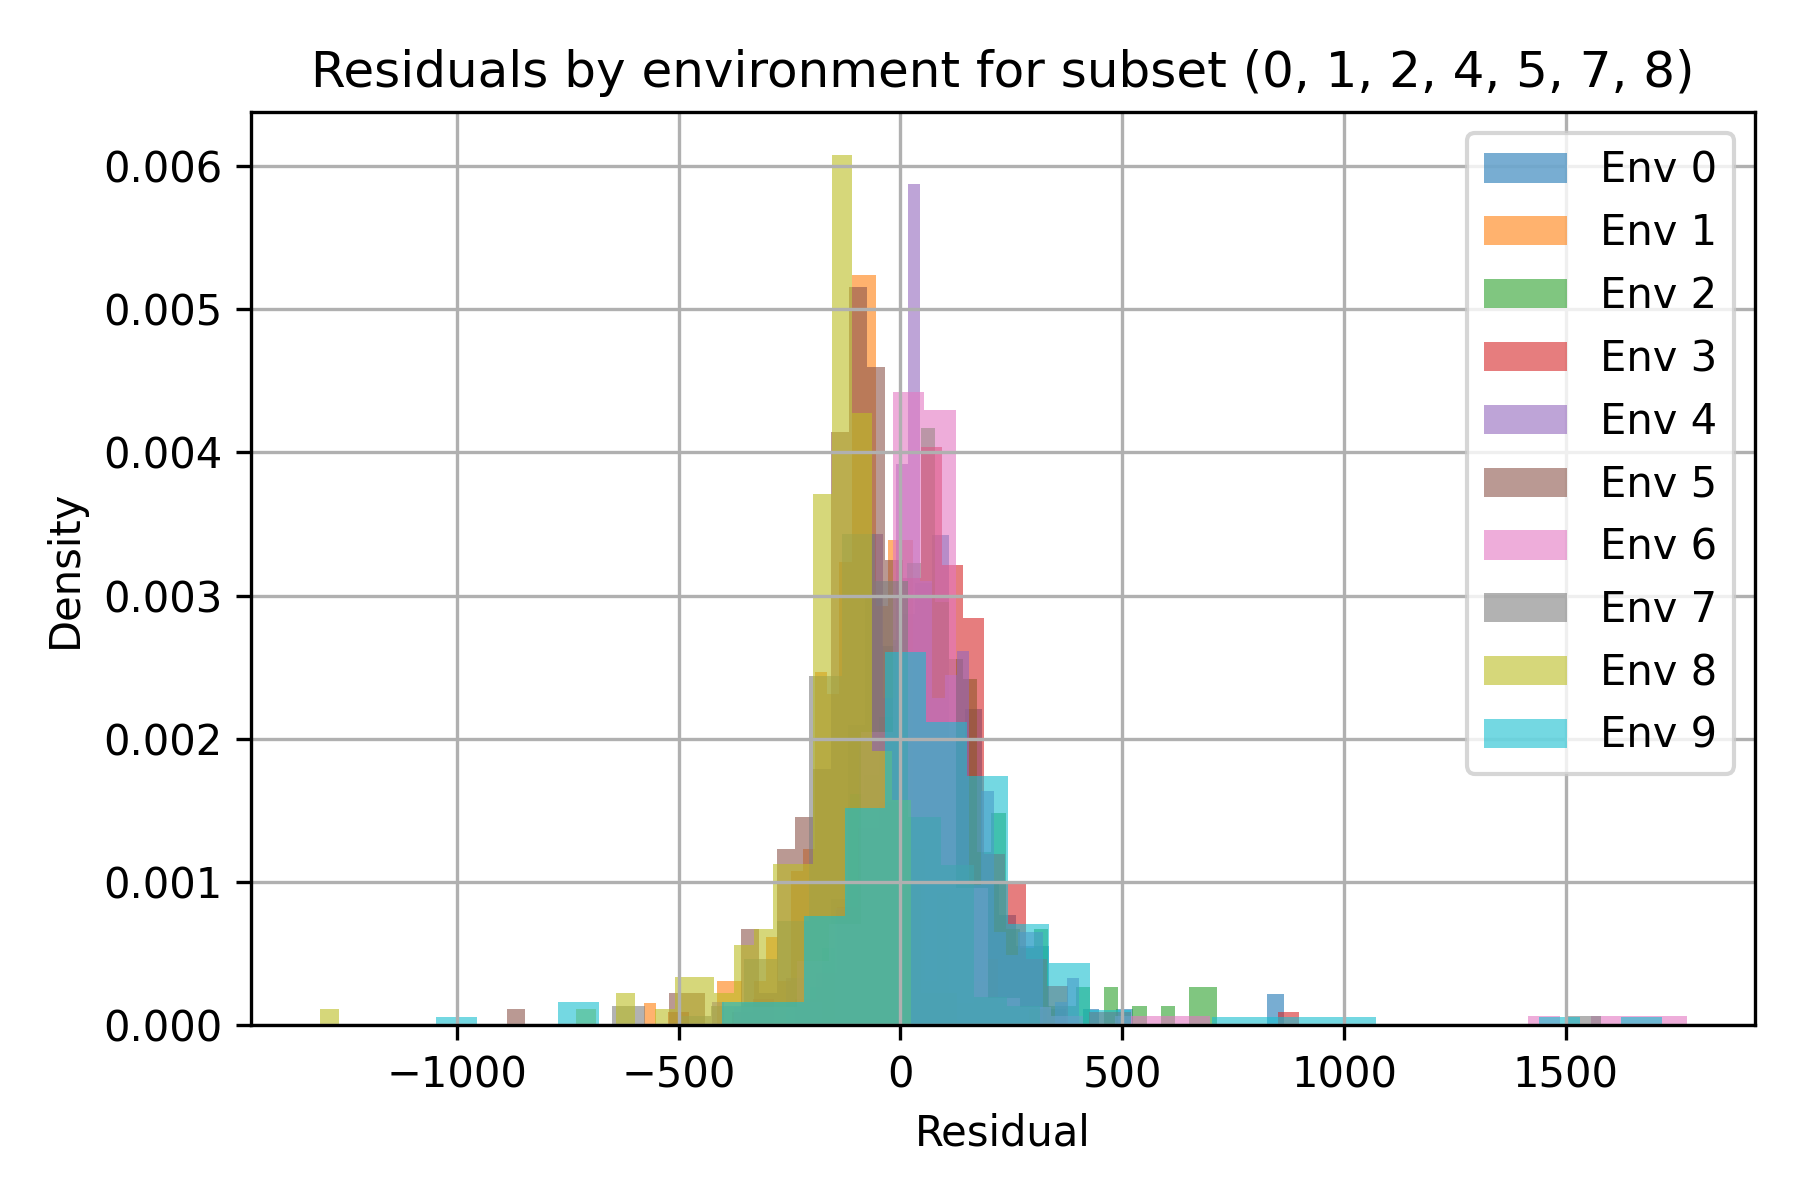 Residuals by environment for subset (0, 1, 2, 4, 5, 7, 8)
0.006
0.005
0.004
0.003
0.002
0.001
0.000
Density
−1000
−500
0
500
1000
1500
Residual
Env 0
Env 1
Env 2
Env 3
Env 4
Env 5
Env 6
Env 7
Env 8
Env 9